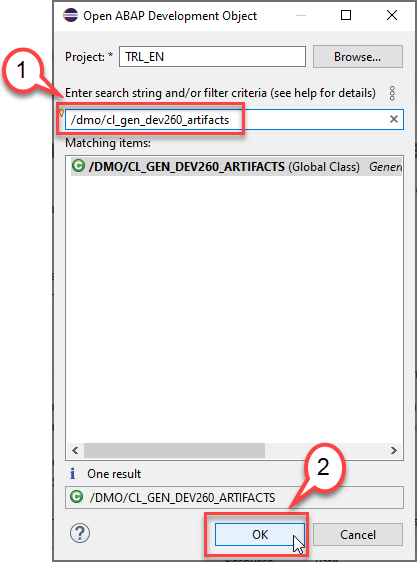 Open ABAP Development Object
Project: * TRL_EN Browse...
1
Enter search string and/or filter criteria (see help for details)
/dmo/cl_gen_dev260_artifacts
Matching items:
C /DMO/CL_GEN_DEV260_ARTIFACTS (Global Class)
i One result
2
C /DMO/CL_GEN_DEV260_ARTIFACTS
? OK Cancel